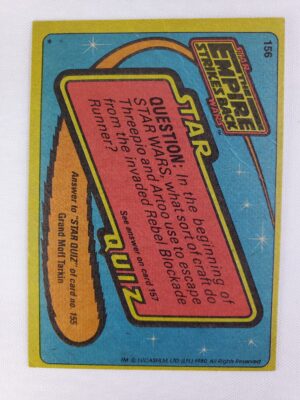 156
STAR
THE
EMPIRE
STRIKES BACK
WARS
TM
STAR
QUESTION: In the beginning of
STAR WARS, what sort of craft do
Threepio and Artoo use to escape
from the invaded Rebel Blockade
Runner?
See answer on card 157
QUIZ
Answer to "STAR QUIZ" of card no. 155
Grand Moff Tarkin
TM: © LUCASFILM, LTD. (LFL) 1980. All Rights Reserved